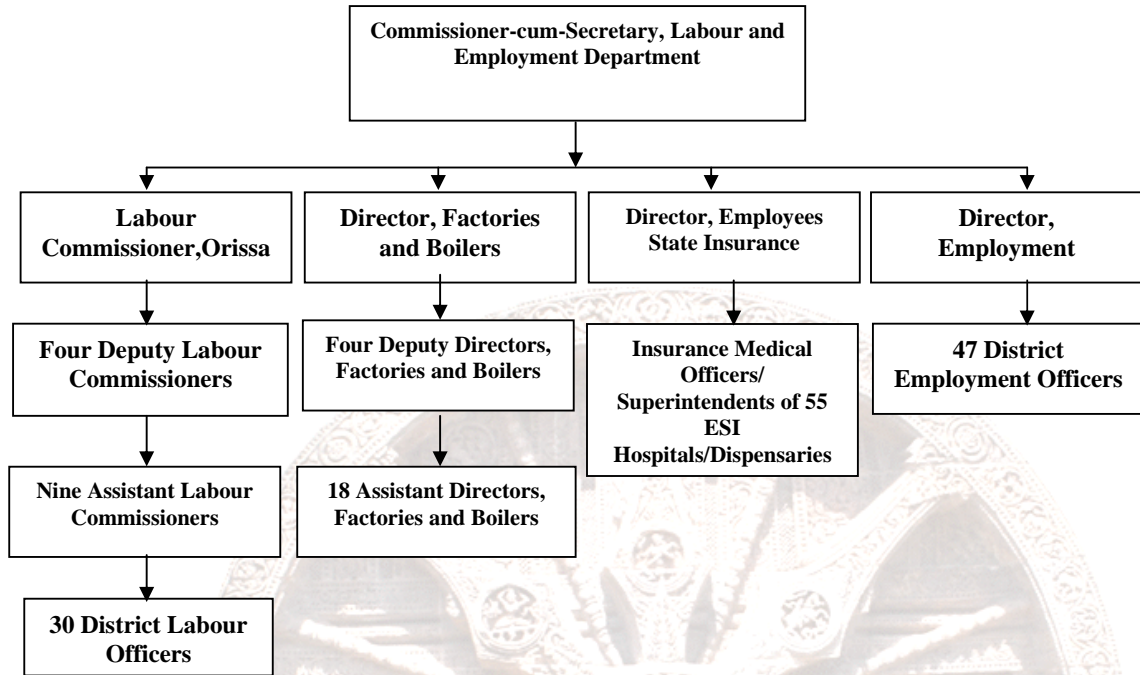 Commissioner-cum-Secretary, Labour and
Employment Department
Labour
Commissioner,Orissa
Director, Factories
and Boilers
Director, Employees
State Insurance
Director,
Employment
Four Deputy Labour
Commissioners
Four Deputy Directors,
Factories and Boilers
Insurance Medical
Officers/
Superintendents of 55
ESI
Hospitals/Dispensaries
47 District
Employment Officers
Nine Assistant Labour
Commissioners
18 Assistant Directors,
Factories and Boilers
30 District Labour
Officers